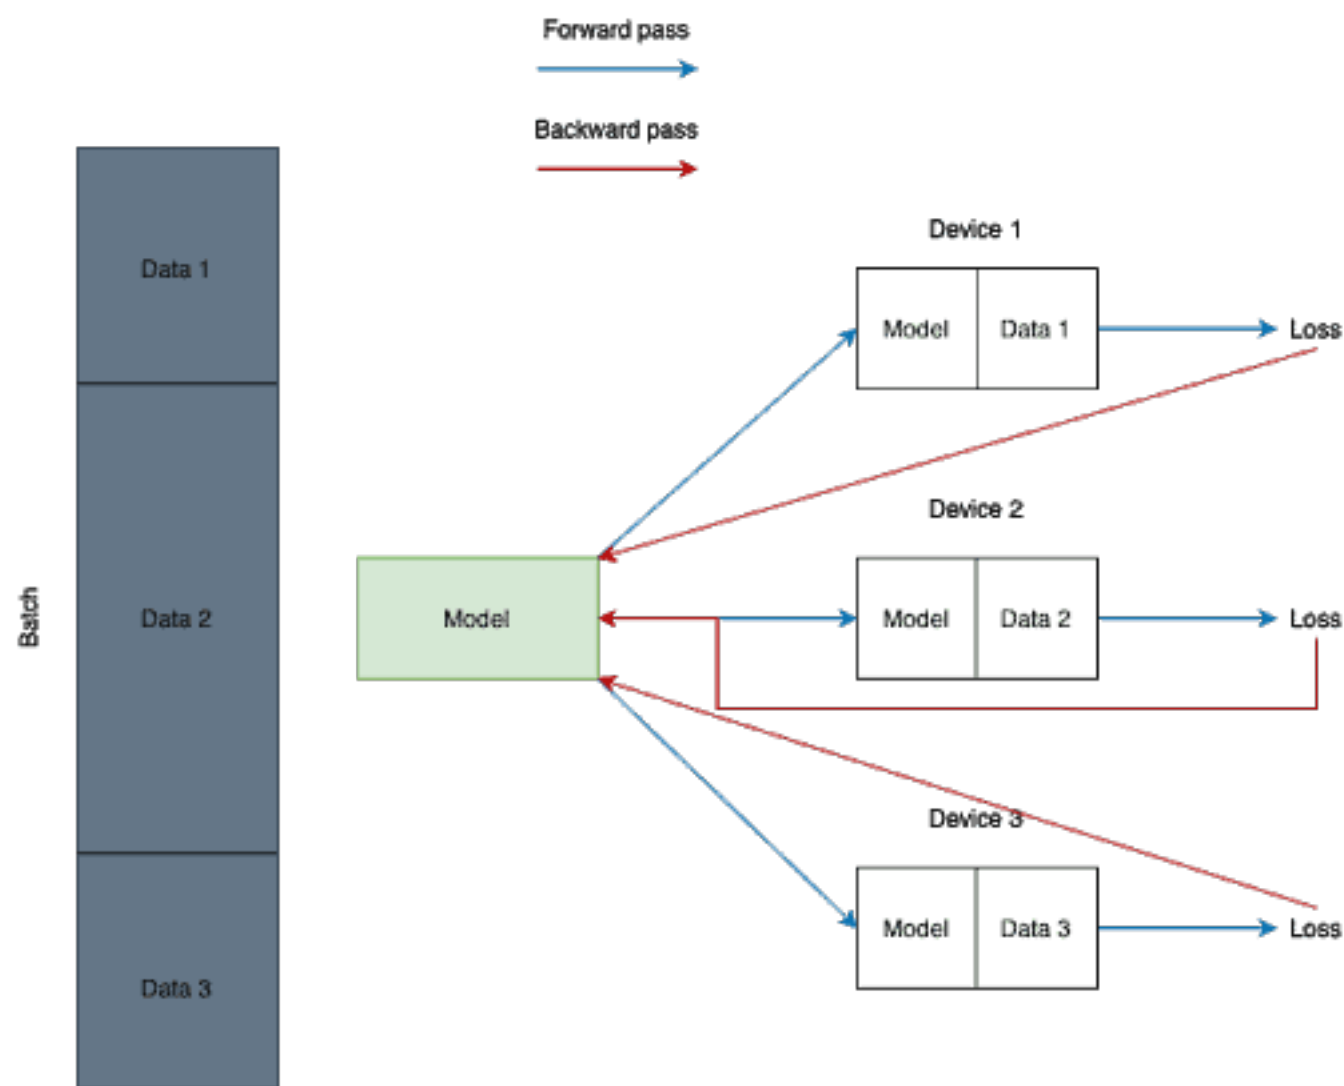 Forward pass
Backward pass
Batch
Data 1
Data 2
Data 3
Model
Device 1
Model
Data 1
Loss
Device 2
Model
Data 2
Loss
Device 3
Model
Data 3
Loss